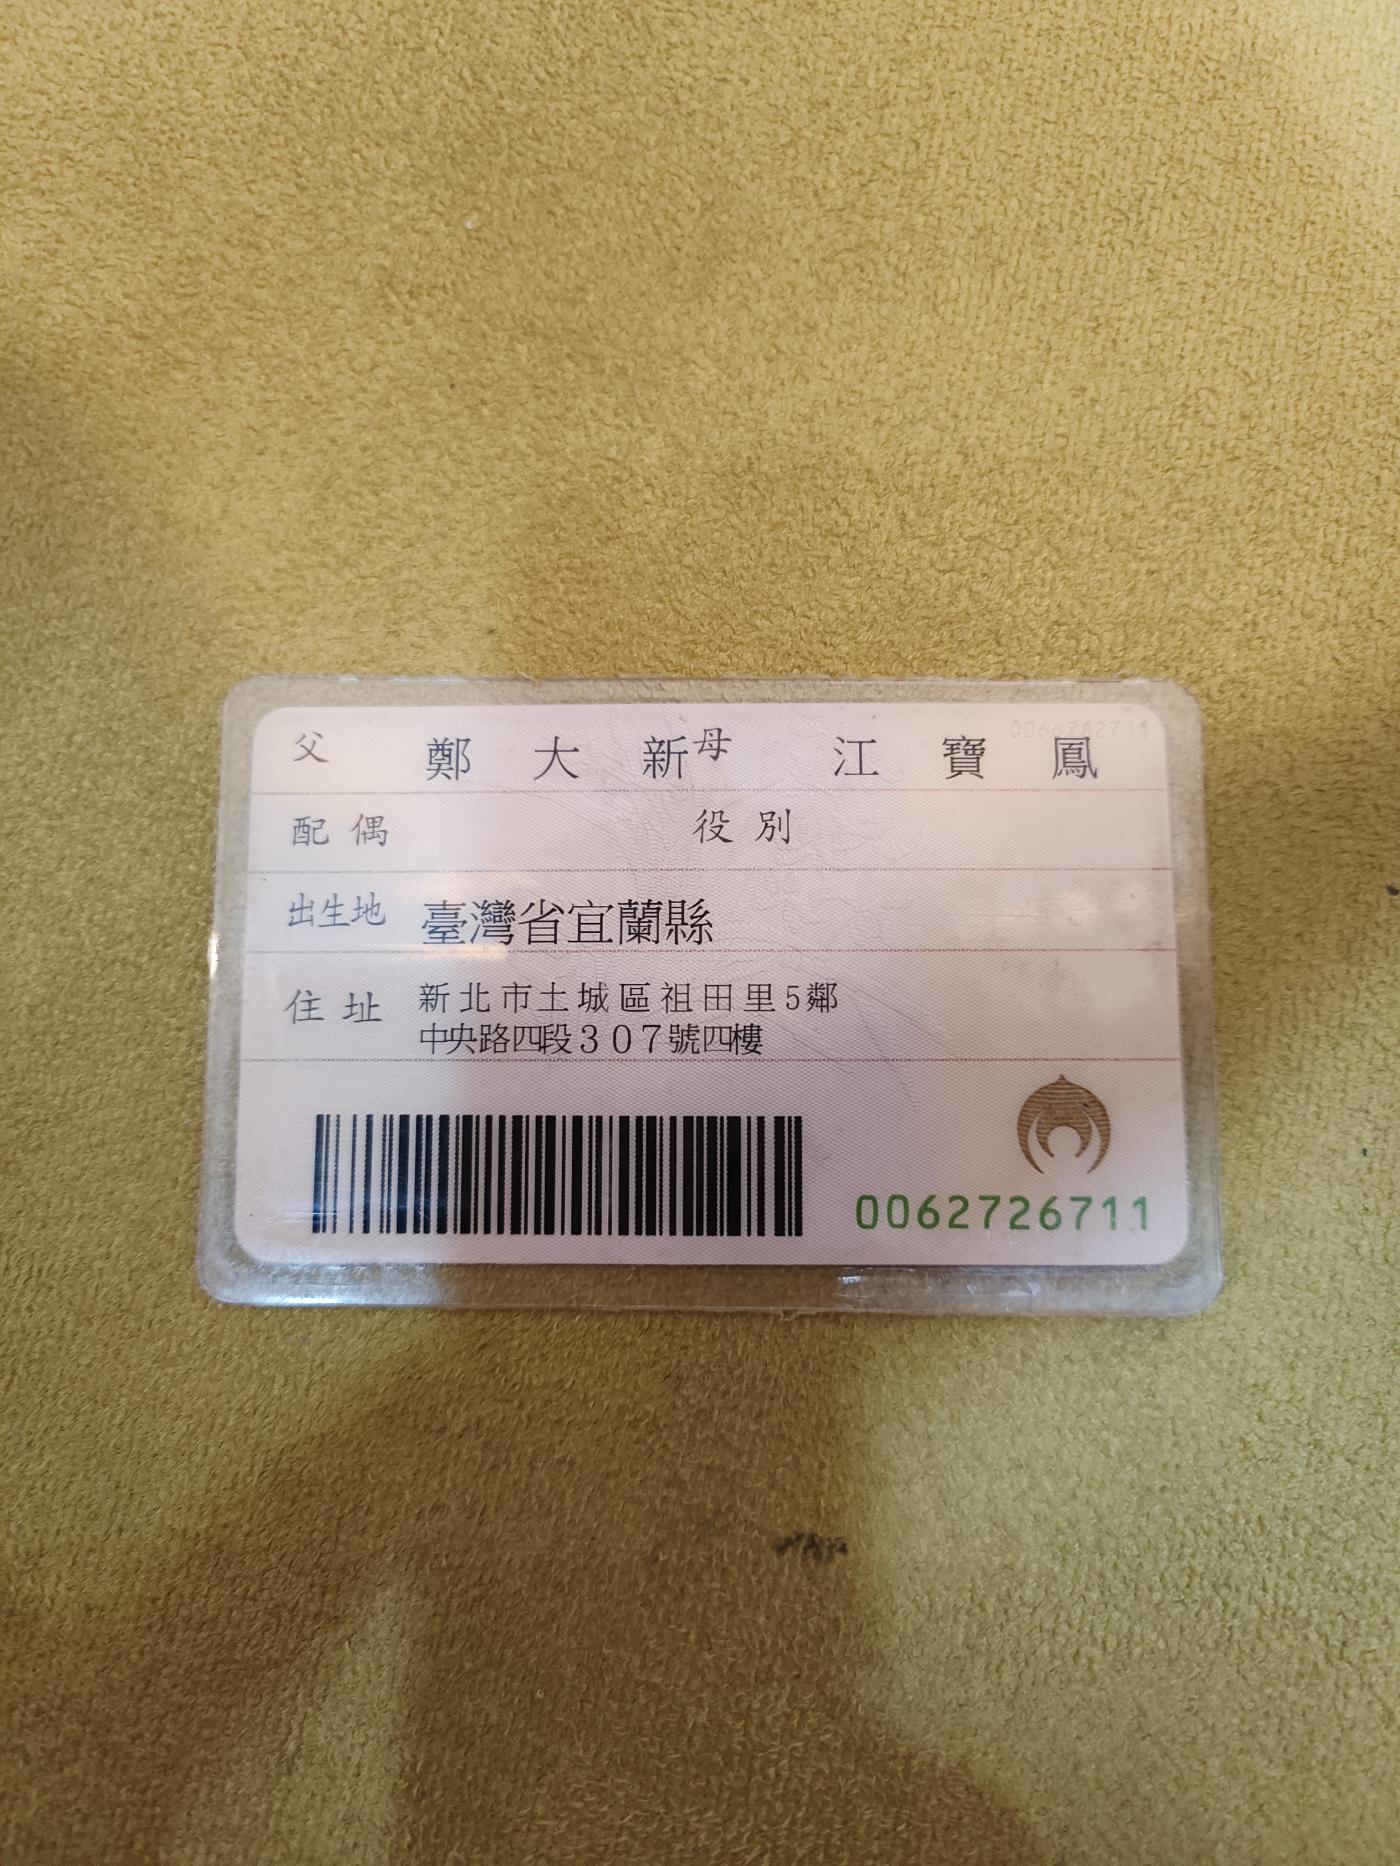 父 鄭大新 母 江寶鳳
配偶 役別
出生地 臺灣省宜蘭縣
住址 新北市土城區祖田里5鄰
中央路四段307號四樓
0062726711